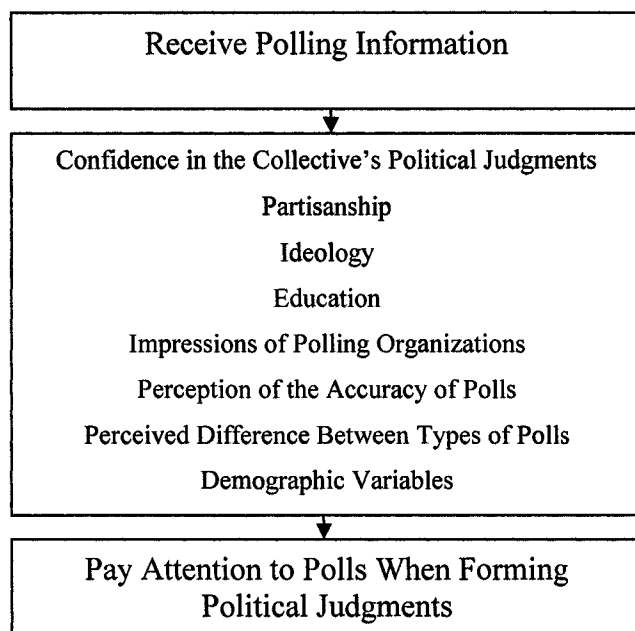 Receive Polling Information
Confidence in the Collective's Political Judgments
Partisanship
Ideology
Education
Impressions of Polling Organizations
Perception of the Accuracy of Polls
Perceived Difference Between Types of Polls
Demographic Variables
Pay Attention to Polls When Forming
Political Judgments